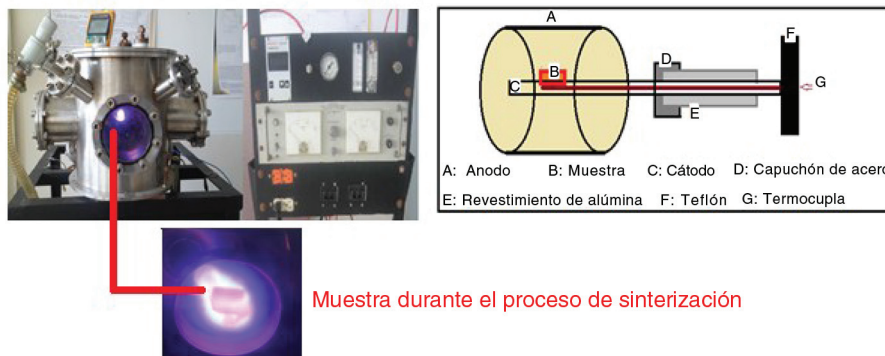 A
B
C
D
E
F
G
A: Anodo B: Muestra C: Cátodo D: Capuchón de acero
E: Revestimiento de alúmina F: Teflón G: Termocupla
Muestra durante el proceso de sinterización